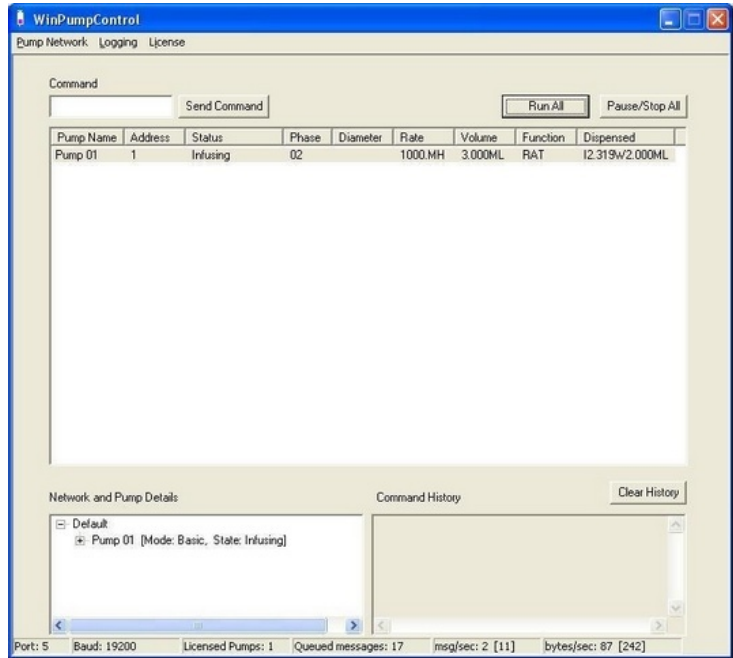 WinPumpControl
Pump Network Logging License
Command
Send Command Run All Pause/Stop All
Pump Name Address Status Phase Diameter Rate Volume Function Dispensed
Pump 01 1 Infusing 02 1000.MH 3.000ML RAT I2.319W2.000ML
Clear History
Network and Pump Details Command History
Default
Pump 01 [Mode: Basic, State: Infusing]
Port: 5 Baud: 19200 Licensed Pumps: 1 Queued messages: 17 msg/sec: 2 [11] bytes/sec: 87 [242]